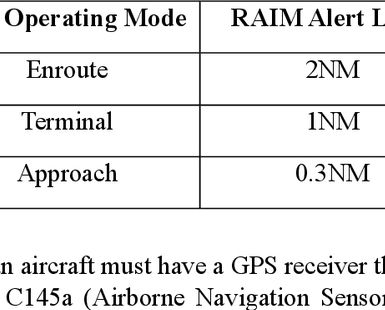 Operating Mode RAIM Alert L
Enroute 2NM
Terminal 1NM
Approach 0.3NM
an aircraft must have a GPS receiver th
C145a (Airborne Navigation Sensor